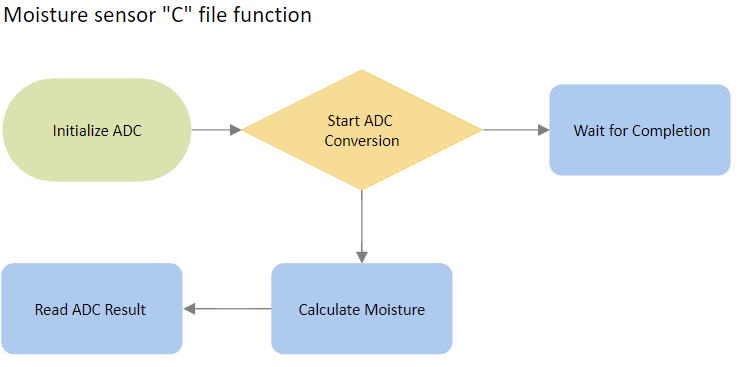 Moisture sensor "C" file function
Initialize ADC
Start ADC
Conversion
Wait for Completion
Read ADC Result
Calculate Moisture